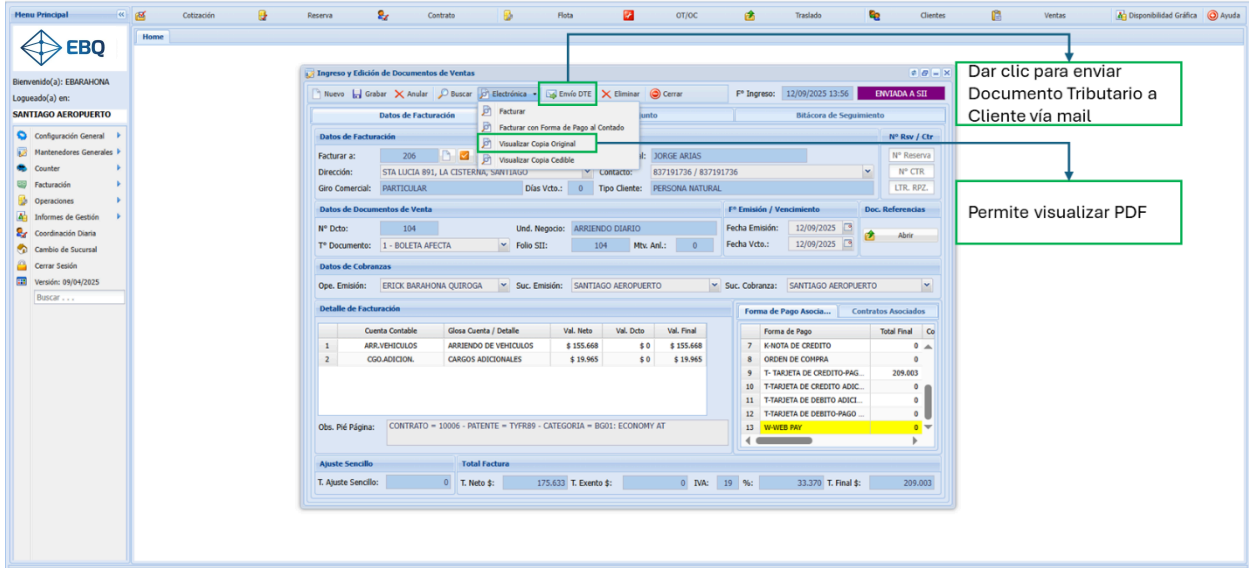 Menu Principal
Cotización
Reserva
Contrato
Flota
OT/OC
Traslado
Clientes
Ventas
Disponibilidad Gráfica
Ayuda
EBQ
Bienvenido(a): EBARAHONA
Logueado(a) en:
SANTIAGO AEROPUERTO
Configuración General
Mantenedores Generales
Counter
Facturación
Operaciones
Informes de Gestión
Coordinación Diaria
Cambio de Sucursal
Cerrar Sesión
Versión: 09/04/2025
Buscar . . .
Home
Ingreso y Edición de Documentos de Ventas
Nuevo Grabar Anular Buscar Electrónica Envío DTE Eliminar Cerrar Fº Ingreso: 12/09/2025 13:56 ENVIADA A SII
Facturar
Facturar con Forma de Pago al Contado
Visualizar Copia Original
Visualizar Copia Cedible
Datos de Facturación Bitácora de Seguimiento
Datos de Facturación Nº Rsv / Ctr
Facturar a: 206 JORGE ARIAS Nº Reserva
Dirección: STA LUCIA 891, LA CISTERNA, SANTIAGO Contacto: 837191736 / 837191736 Nº CTR
Giro Comercial: PARTICULAR Días Vcto.: 0 Tipo Cliente: PERSONA NATURAL LTR. RPZ.
Datos de Documentos de Venta Fº Emisión / Vencimiento Doc. Referencias
Nº Dcto: 104 Und. Negocio: ARRIENDO DIARIO Fecha Emisión: 12/09/2025 Abrir
Tº Documento: 1 - BOLETA AFECTA Folio SII: 104 Mtv. Anl.: 0 Fecha Vcto.: 12/09/2025
Datos de Cobranzas
Ope. Emisión: ERICK BARAHONA QUIROGA Suc. Emisión: SANTIAGO AEROPUERTO Suc. Cobranza: SANTIAGO AEROPUERTO
Detalle de Facturación
Cuenta Contable Glosa Cuenta / Detalle Val. Neto Val. Dcto Val. Final
1 ARR.VEHICULOS ARRIENDO DE VEHICULOS $ 155.668 $ 0 $ 155.668
2 CGO.ADICION. CARGOS ADICIONALES $ 19.965 $ 0 $ 19.965
Obs. Pié Página: CONTRATO = 10006 - PATENTE = TYFR89 - CATEGORIA = BG01: ECONOMY AT
Forma de Pago Asocia... Contratos Asociados
Forma de Pago Total Final Co
7 K-NOTA DE CREDITO 0
8 ORDEN DE COMPRA 0
9 T- TARJETA DE CREDITO-PAG... 209.003
10 T-TARJETA DE CREDITO ADIC... 0
11 T-TARJETA DE DEBITO ADICI... 0
12 T-TARJETA DE DEBITO-PAGO ... 0
13 W-WEB PAY 0
Ajuste Sencillo Total Factura
T. Ajuste Sencillo: 0 T. Neto $: 175.633 T. Exento $: 0 IVA: 19 %: 33.370 T. Final $: 209.003
Dar clic para enviar
Documento Tributario a
Cliente vía mail
Permite visualizar PDF